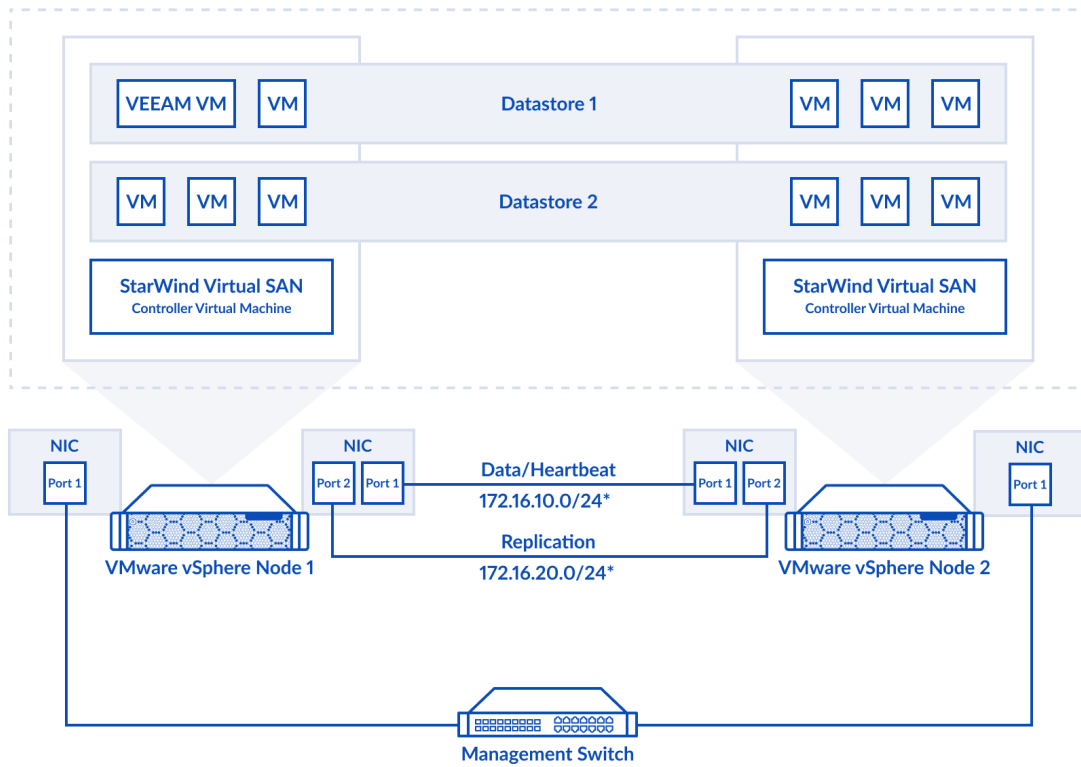 VEEAM VM
VM
Datastore 1
VM
VM
VM
VM
VM
VM
Datastore 2
VM
VM
VM
StarWind Virtual SAN
Controller Virtual Machine
StarWind Virtual SAN
Controller Virtual Machine
NIC
Port 1
NIC
Port 2
Port 1
Data/Heartbeat
172.16.10.0/24*
NIC
Port 1
Port 2
NIC
Port 1
Replication
172.16.20.0/24*
VMware vSphere Node 1
VMware vSphere Node 2
Management Switch